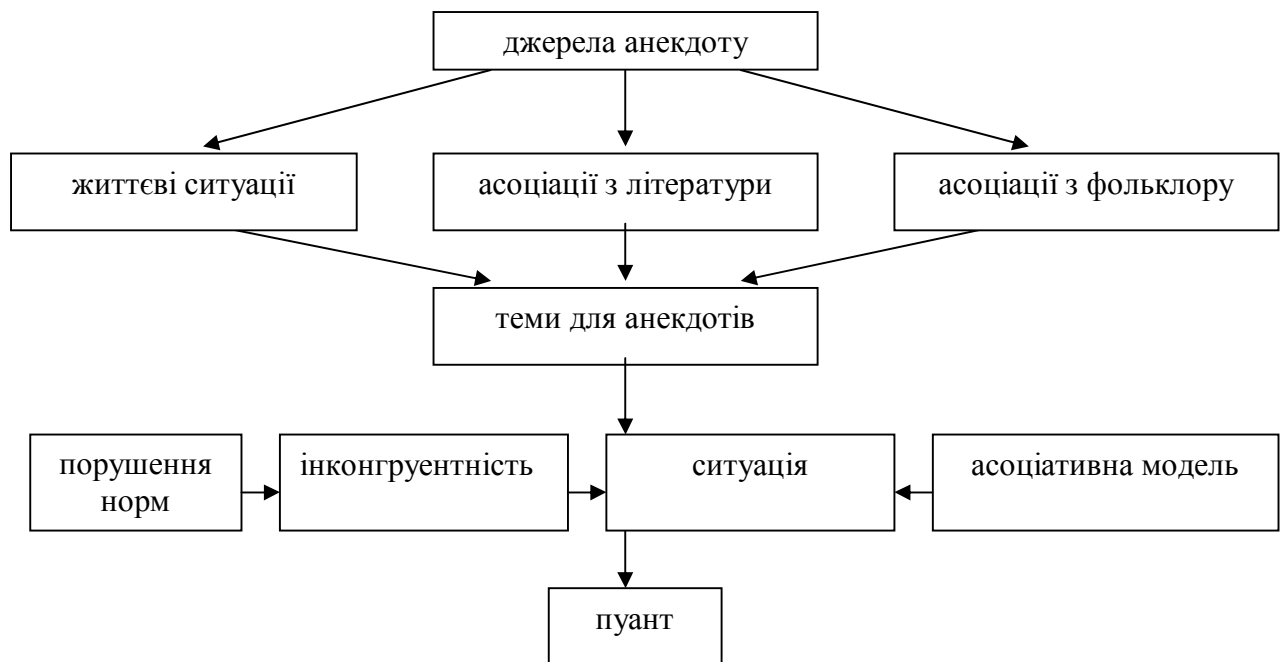 джерела анекдоту
життєві ситуації
асоціації з літератури
асоціації з фольклору
теми для анекдотів
порушення
норм
інконгруентність
ситуація
асоціативна модель
пуант